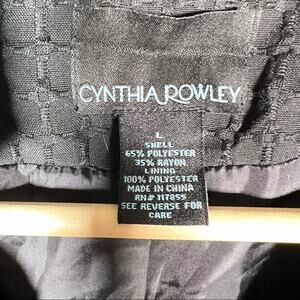 CYNTHIA ROWLEY
L
SHELL
65% POLYESTER
35% RAYON
LINING
100% POLYESTER
MADE IN CHINA
RN# 117855
SEE REVERSE FOR
CARE